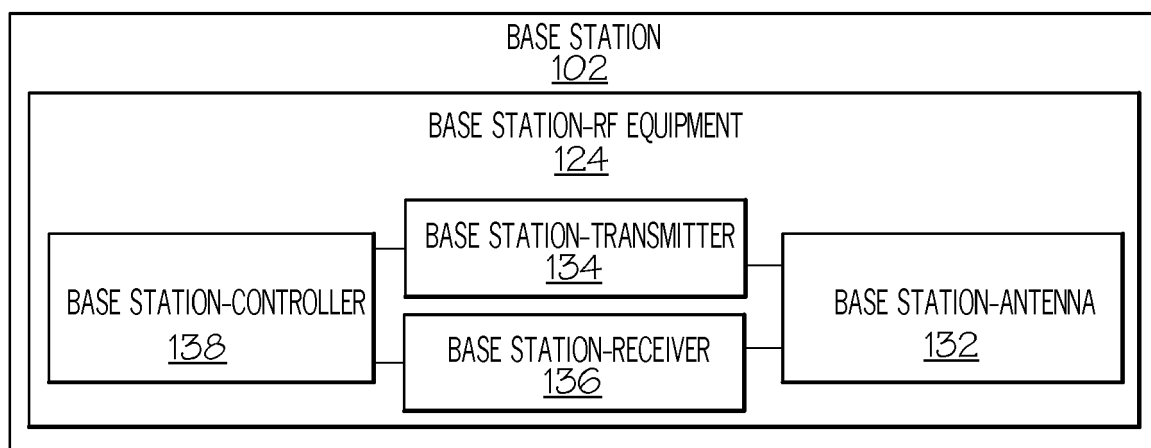 BASE STATION
102
BASE STATION-RF EQUIPMENT
124
BASE STATION-TRANSMITTER
134
BASE STATION-CONTROLLER
138
BASE STATION-RECEIVER
136
BASE STATION-ANTENNA
132